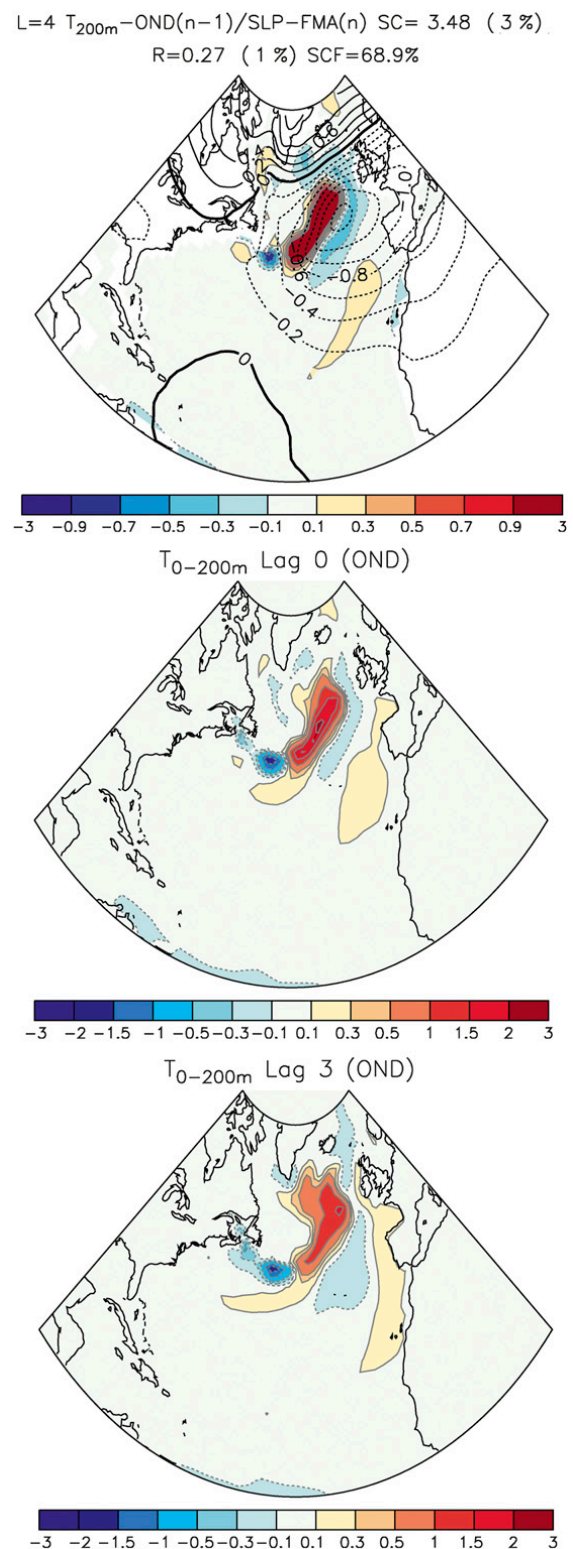 L=4 T200m-OND(n-1)/SLP-FMA(n) SC= 3.48 (3%)
R=0.27 (1%) SCF=68.9%
0.8
0
-0.8
-0.4
-0.2
0
-3 -0.9 -0.7 -0.5 -0.3 -0.1 0.1 0.3 0.5 0.7 0.9 3
T0-200m Lag 0 (OND)
-3 -2 -1.5 -1 -0.5 -0.3 -0.1 0.1 0.3 0.5 1 1.5 2 3
T0-200m Lag 3 (OND)
-3 -2 -1.5 -1 -0.5 -0.3 -0.1 0.1 0.3 0.5 1 1.5 2 3